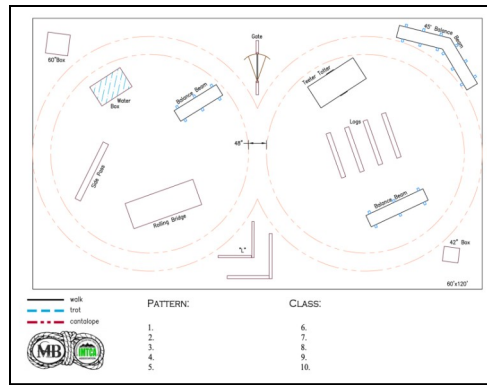 Gate
45' Balance Beam
60"Box
Teeter Totter
Water Box
Balance Beam
Logs
48"
Side Pass
Balance Beam
Rolling Bridge
"L"
42" Box
60'x120'
walk
trot
cantalope
PATTERN:
CLASS:
1.
2.
3.
4.
5.
6.
7.
8.
9.
10.
MB
IMTCA